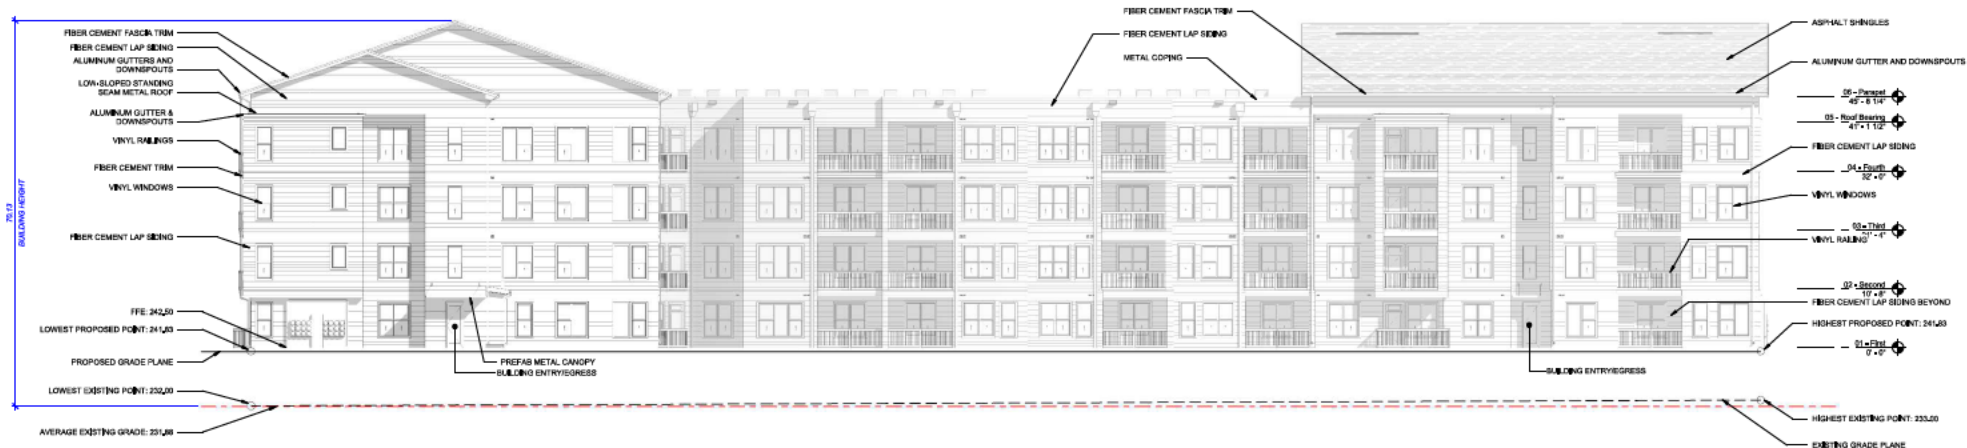 FIBER CEMENT FASCIA TRIM
FIBER CEMENT LAP SIDING
ALUMINUM GUTTERS AND
DOWNSPOUTS
LOW-SLOPED STANDING
SEAM METAL ROOF
ALUMINUM GUTTER &
DOWNSPOUTS
VINYL RAILINGS
FIBER CEMENT TRIM
VINYL WINDOWS
FIBER CEMENT LAP SIDING
FFE: 242.50
LOWEST PROPOSED POINT: 241.83
PROPOSED GRADE PLANE
LOWEST EXISTING POINT: 232.00
AVERAGE EXISTING GRADE: 231.88
70.13
BUILDING HEIGHT
PREFAB METAL CANOPY
BUILDING ENTRY/EGRESS
FIBER CEMENT FASCIA TRIM
FIBER CEMENT LAP SIDING
METAL COPING
BUILDING ENTRY/EGRESS
ASPHALT SHINGLES
ALUMINUM GUTTER AND DOWNSPOUTS
06 - Parapet
45' - 8 1/4"
05 - Roof Bearing
41' - 1 1/2"
FIBER CEMENT LAP SIDING
04 - Fourth
32' - 0"
VINYL WINDOWS
03 - Third
21' - 4"
VINYL RAILING
02 - Second
10' - 8"
FIBER CEMENT LAP SIDING BEYOND
HIGHEST PROPOSED POINT: 241.83
01 - First
0' - 0"
HIGHEST EXISTING POINT: 233.00
EXISTING GRADE PLANE